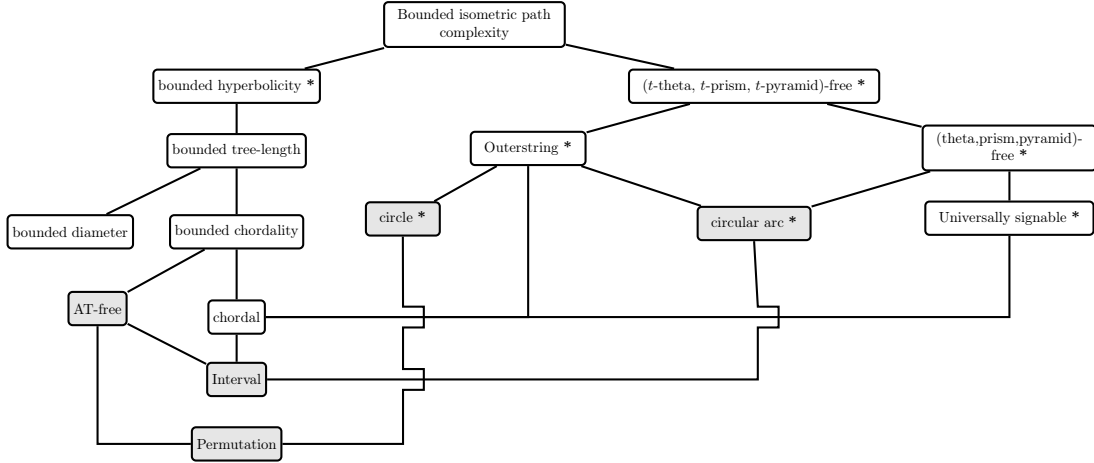 Bounded isometric path
complexity
bounded hyperbolicity *
(t-theta, t-prism, t-pyramid)-free *
bounded tree-length
Outerstring *
(theta,prism,pyramid)-
free *
bounded diameter
bounded chordality
circle *
circular arc *
Universally signable *
AT-free
chordal
Interval
Permutation